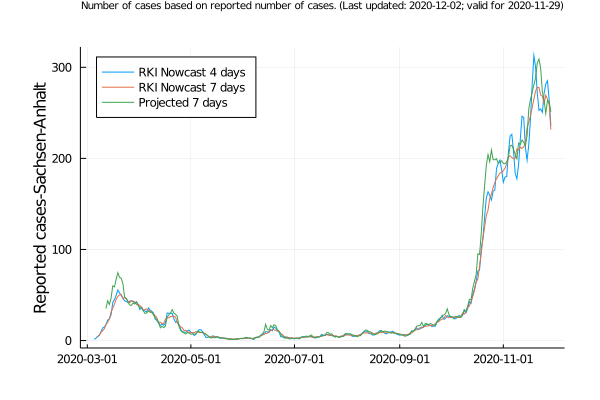 Number of cases based on reported number of cases. (Last updated: 2020-12-02; valid for 2020-11-29)
Reported cases-Sachsen-Anhalt
300
200
100
0
RKI Nowcast 4 days
RKI Nowcast 7 days
Projected 7 days
2020-03-01 2020-05-01 2020-07-01 2020-09-01 2020-11-01